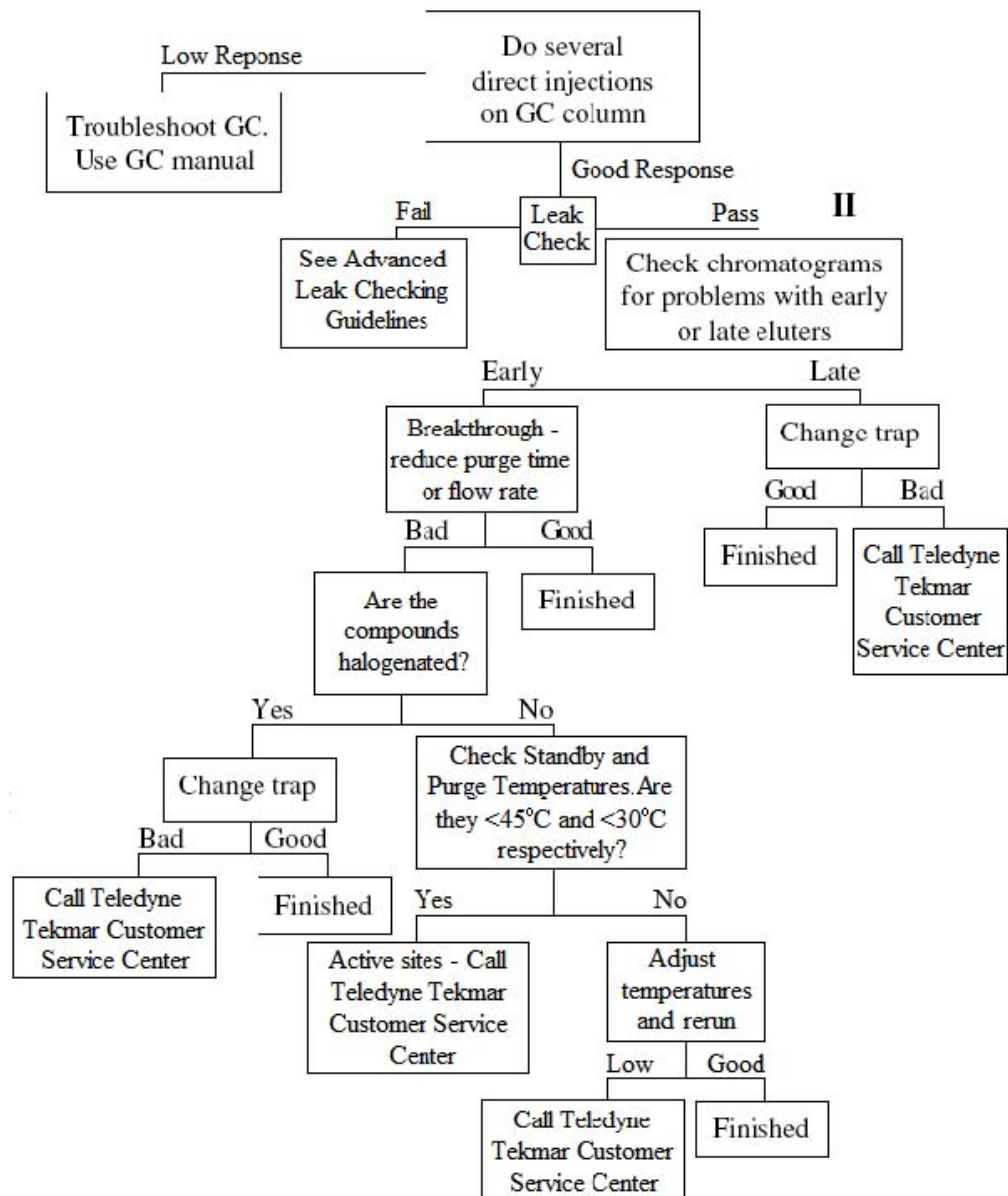 Low Reponse
Do several
direct injections
on GC column
Troubleshoot GC.
Use GC manual
Good Response
Fail
Leak
Check
Pass
II
See Advanced
Leak Checking
Guidelines
Check chromatograms
for problems with early
or late eluters
Early
Late
Breakthrough -
reduce purge time
or flow rate
Change trap
Good
Bad
Finished
Call Teledyne
Tekmar
Customer
Service Center
Bad
Good
Are the
compounds
halogenated?
Finished
Yes
No
Change trap
Check Standby and
Purge Temperatures.Are
they <45°C and <30°C
respectively?
Bad
Good
Call Teledyne
Tekmar Customer
Service Center
Finished
Yes
No
Active sites - Call
Teledyne Tekmar
Customer Service
Center
Adjust
temperatures
and rerun
Low
Good
Call Teledyne
Tekmar Customer
Service Center
Finished